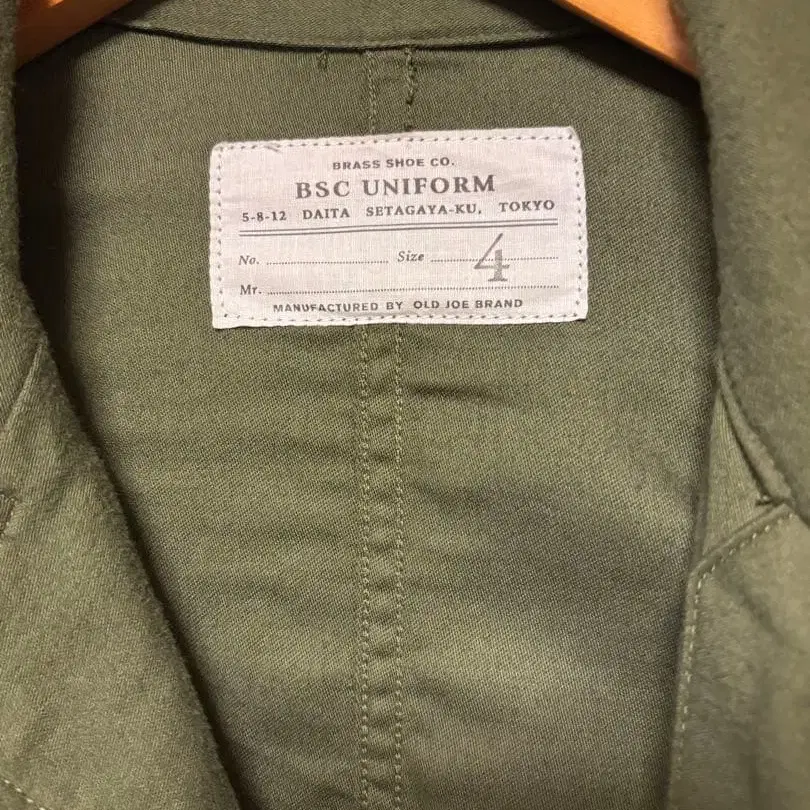 BRASS SHOE CO.
BSC UNIFORM
5-8-12 DAITA SETAGAYA-KU, TOKYO
No. Size 4
Mr.
MANUFACTURED BY OLD JOE BRAND